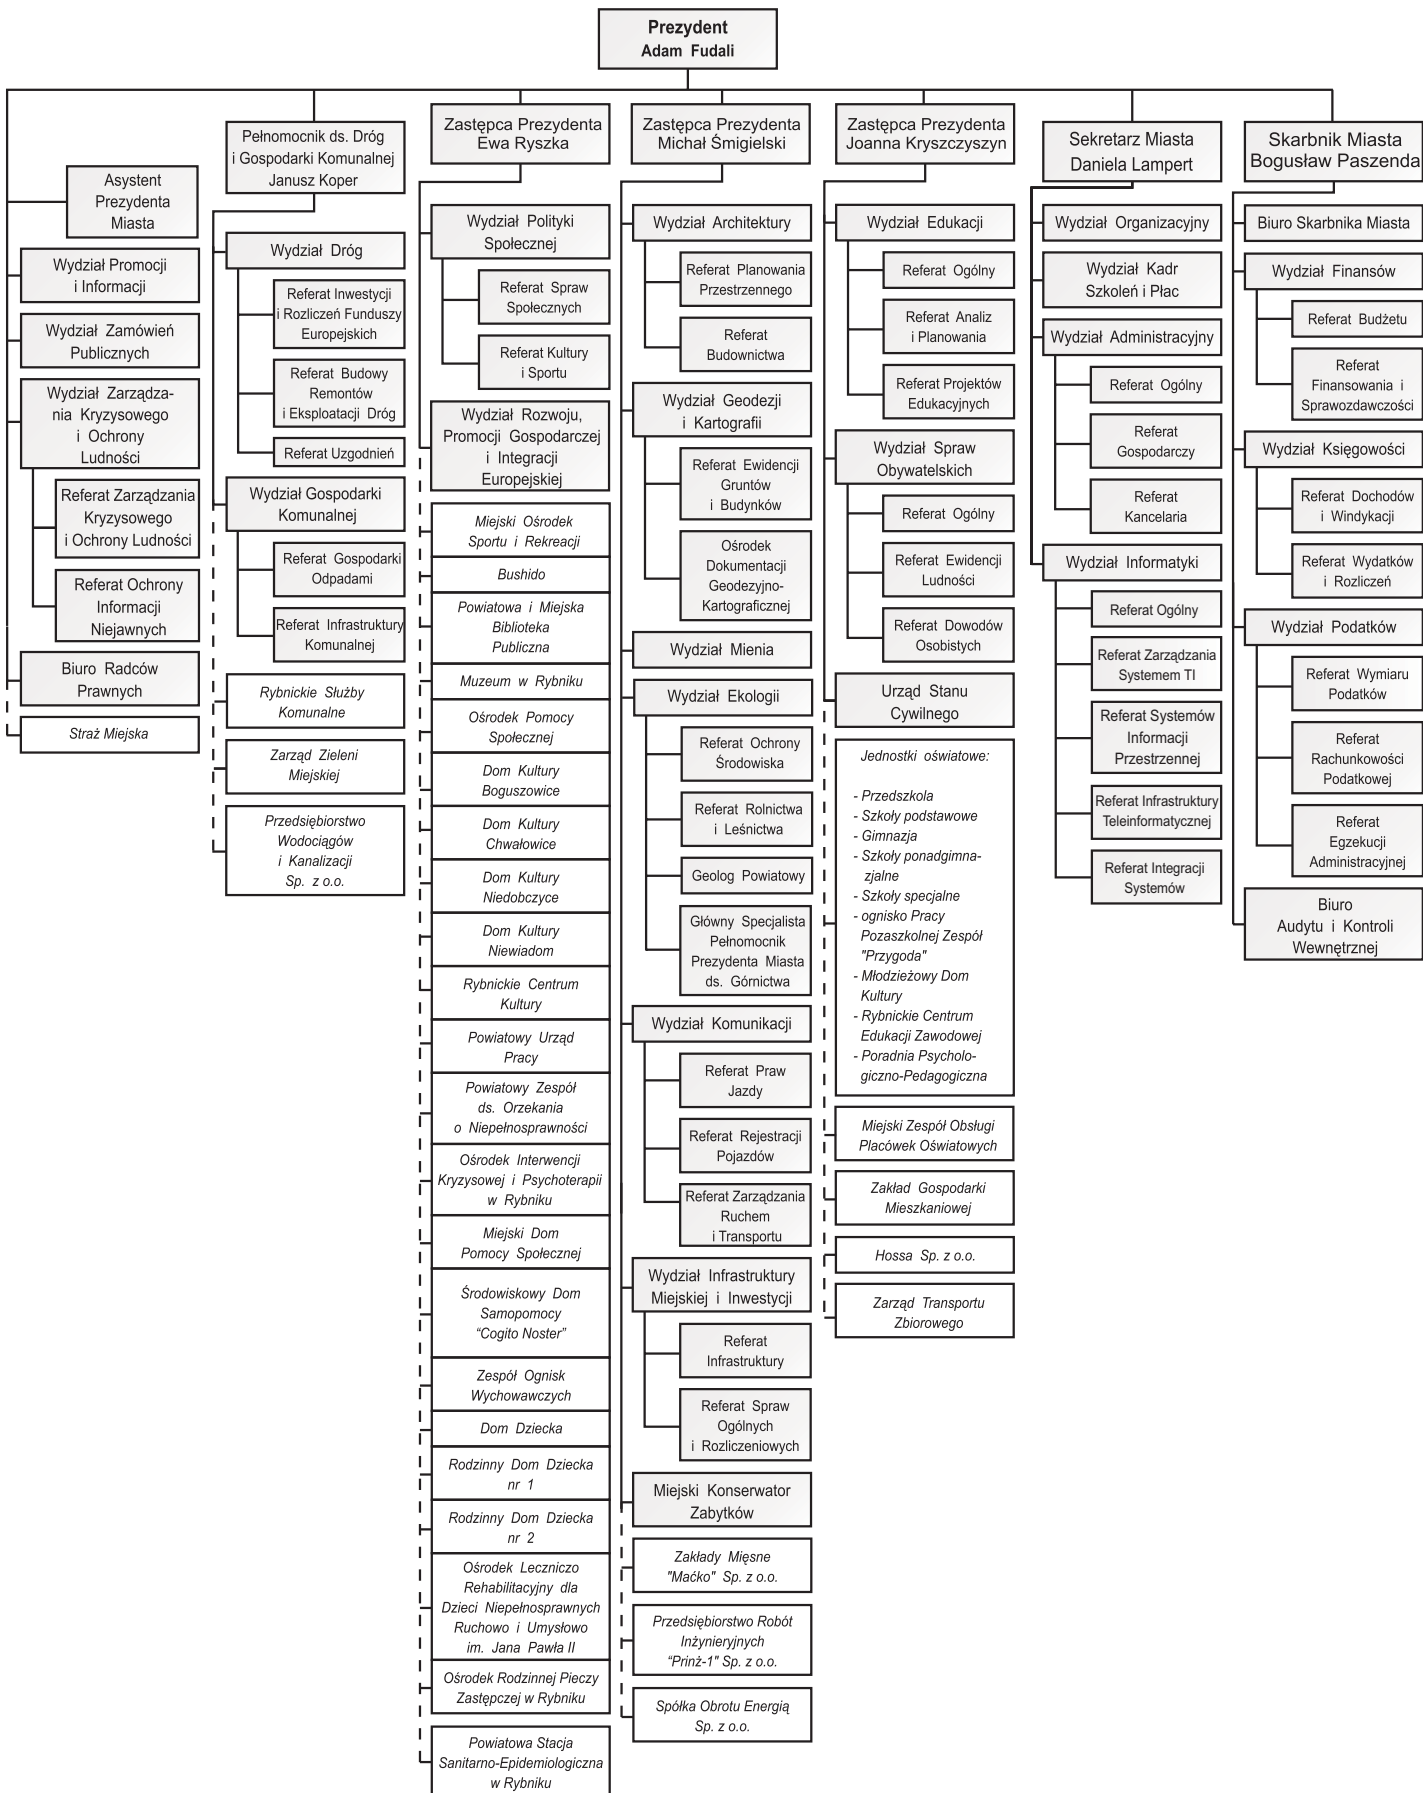 Prezydent
Adam Fudali
Asystent
Prezydenta
Miasta
Wydział Promocji
i Informacji
Wydział Zamówień
Publicznych
Wydział Zarządza-
nia Kryzysowego
i Ochrony
Ludności
Referat Zarządzania
Kryzysowego
i Ochrony Ludności
Referat Ochrony
Informacji
Niejawnych
Biuro Radców
Prawnych
Straż Miejska
Pełnomocnik ds. Dróg
i Gospodarki Komunalnej
Janusz Koper
Wydział Dróg
Referat Inwestycji
i Rozliczeń Funduszy
Europejskich
Referat Budowy
Remontów
i Eksploatacji Dróg
Referat Uzgodnień
Wydział Gospodarki
Komunalnej
Referat Gospodarki
Odpadami
Referat Infrastruktury
Komunalnej
Rybnickie Służby
Komunalne
Zarząd Zieleni
Miejskiej
Przedsiębiorstwo
Wodociągów
i Kanalizacji
Sp. z o.o.
Zastępca Prezydenta
Ewa Ryszka
Wydział Polityki
Społecznej
Referat Spraw
Społecznych
Referat Kultury
i Sportu
Wydział Rozwoju,
Promocji Gospodarczej
i Integracji
Europejskiej
Miejski Ośrodek
Sportu i Rekreacji
Bushido
Powiatowa i Miejska
Biblioteka
Publiczna
Muzeum w Rybniku
Ośrodek Pomocy
Społecznej
Dom Kultury
Boguszowice
Dom Kultury
Chwałowice
Dom Kultury
Niedobczyce
Dom Kultury
Niewiadom
Rybnickie Centrum
Kultury
Powiatowy Urząd
Pracy
Powiatowy Zespół
ds. Orzekania
o Niepełnosprawności
Ośrodek Interwencji
Kryzysowej i Psychoterapii
w Rybniku
Miejski Dom
Pomocy Społecznej
Środowiskowy Dom
Samopomocy
“Cogito Noster”
Zespół Ognisk
Wychowawczych
Dom Dziecka
Rodzinny Dom Dziecka
nr 1
Rodzinny Dom Dziecka
nr 2
Ośrodek Leczniczo
Rehabilitacyjny dla
Dzieci Niepełnosprawnych
Ruchowo i Umysłowo
im. Jana Pawła II
Ośrodek Rodzinnej Pieczy
Zastępczej w Rybniku
Powiatowa Stacja
Sanitarno-Epidemiologiczna
w Rybniku
Zastępca Prezydenta
Michał Śmigielski
Wydział Architektury
Referat Planowania
Przestrzennego
Referat
Budownictwa
Wydział Geodezji
i Kartografii
Referat Ewidencji
Gruntów
i Budynków
Ośrodek
Dokumentacji
Geodezyjno-
Kartograficznej
Wydział Mienia
Wydział Ekologii
Referat Ochrony
Środowiska
Referat Rolnictwa
i Leśnictwa
Geolog Powiatowy
Główny Specjalista
Pełnomocnik
Prezydenta Miasta
ds. Górnictwa
Wydział Komunikacji
Referat Praw
Jazdy
Referat Rejestracji
Pojazdów
Referat Zarządzania
Ruchem
i Transportu
Wydział Infrastruktury
Miejskiej i Inwestycji
Referat
Infrastruktury
Referat Spraw
Ogólnych
i Rozliczeniowych
Miejski Konserwator
Zabytków
Zakłady Mięsne
"Maćko" Sp. z o.o.
Przedsiębiorstwo Robót
Inżynieryjnych
“Prinż-1" Sp. z o.o.
Spółka Obrotu Energią
Sp. z o.o.
Zastępca Prezydenta
Joanna Kryszczyszyn
Wydział Edukacji
Referat Ogólny
Referat Analiz
i Planowania
Referat Projektów
Edukacyjnych
Wydział Spraw
Obywatelskich
Referat Ogólny
Referat Ewidencji
Ludności
Referat Dowodów
Osobistych
Urząd Stanu
Cywilnego
Jednostki oświatowe:
- Przedszkola
- Szkoły podstawowe
- Gimnazja
- Szkoły ponadgimna-
zjalne
- Szkoły specjalne
- ognisko Pracy
Pozaszkolnej Zespół
"Przygoda"
- Młodzieżowy Dom
Kultury
- Rybnickie Centrum
Edukacji Zawodowej
- Poradnia Psycholo-
giczno-Pedagogiczna
Miejski Zespół Obsługi
Placówek Oświatowych
Zakład Gospodarki
Mieszkaniowej
Hossa Sp. z o.o.
Zarząd Transportu
Zbiorowego
Sekretarz Miasta
Daniela Lampert
Wydział Organizacyjny
Wydział Kadr
Szkoleń i Płac
Wydział Administracyjny
Referat Ogólny
Referat
Gospodarczy
Referat
Kancelaria
Wydział Informatyki
Referat Ogólny
Referat Zarządzania
Systemem TI
Referat Systemów
Informacji
Przestrzennej
Referat Infrastruktury
Teleinformatycznej
Referat Integracji
Systemów
Skarbnik Miasta
Bogusław Paszenda
Biuro Skarbnika Miasta
Wydział Finansów
Referat Budżetu
Referat
Finansowania i
Sprawozdawczości
Wydział Księgowości
Referat Dochodów
i Windykacji
Referat Wydatków
i Rozliczeń
Wydział Podatków
Referat Wymiaru
Podatków
Referat
Rachunkowości
Podatkowej
Referat
Egzekucji
Administracyjnej
Biuro
Audytu i Kontroli
Wewnętrznej